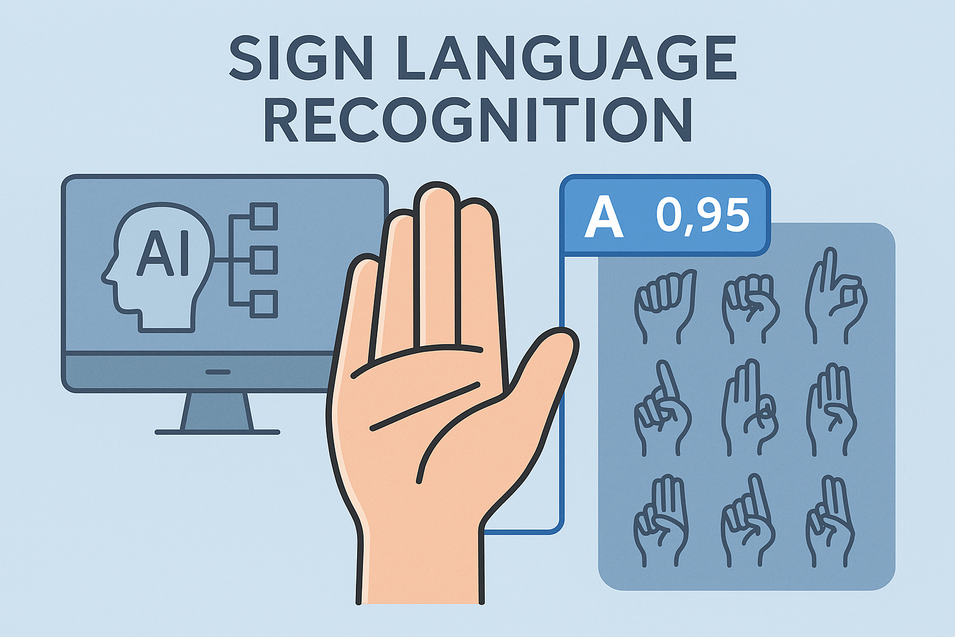 SIGN LANGUAGE
RECOGNITION
AI
A 0,95